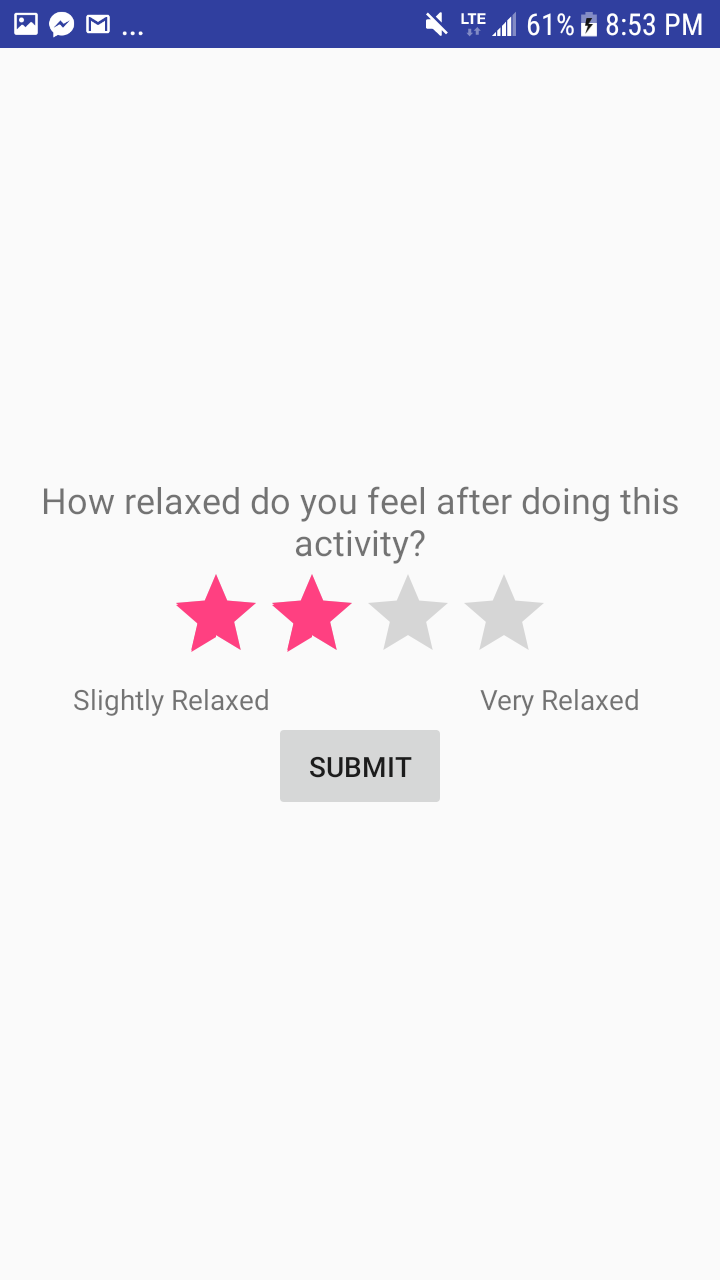 ... LTE 61% 8:53 PM
How relaxed do you feel after doing this
activity?
Slightly Relaxed Very Relaxed
SUBMIT